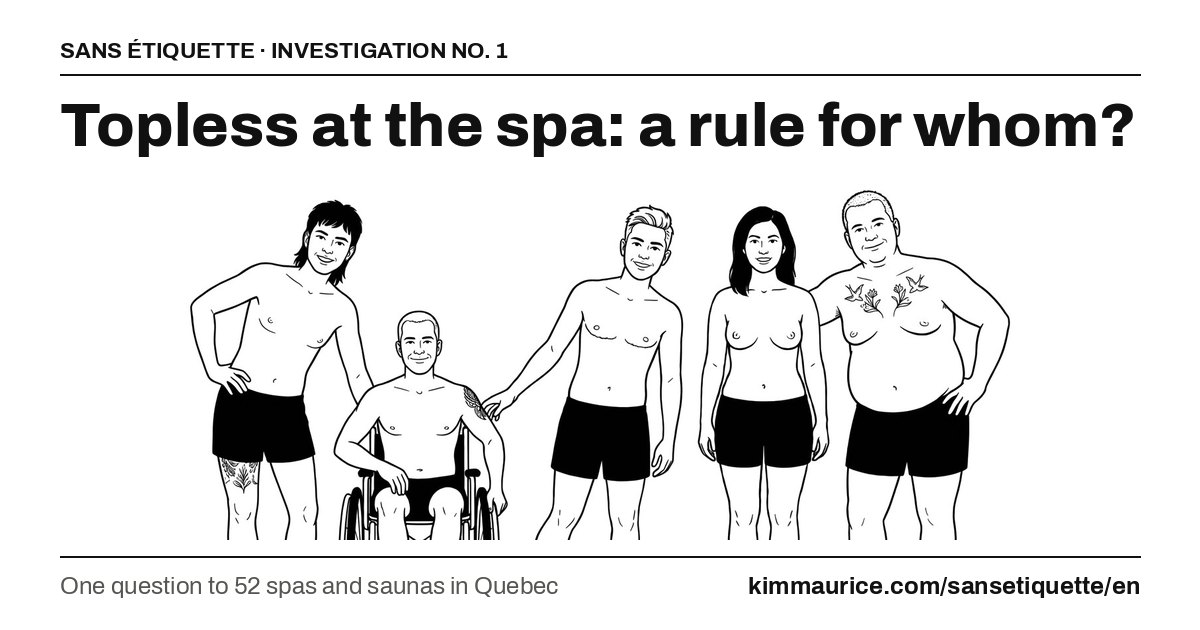 SANS ÉTIQUETTE · INVESTIGATION NO. 1
Topless at the spa: a rule for whom?
One question to 52 spas and saunas in Quebec
kimmaurice.com/sansetiquette/en